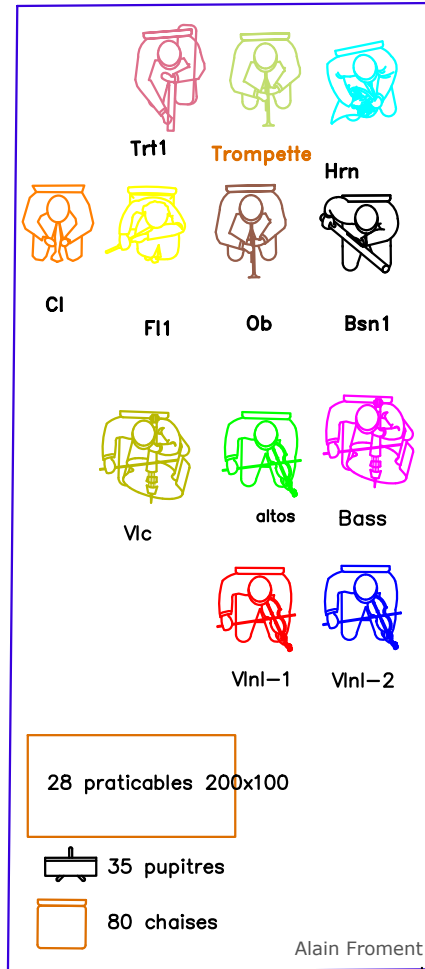 Trt1
Trompette
Hrn
Cl
Fl1
Ob
Bsn1
Vlc
altos
Bass
Vlnl-1
Vlnl-2
28 praticables 200x100
35 pupitres
80 chaises
Alain Froment